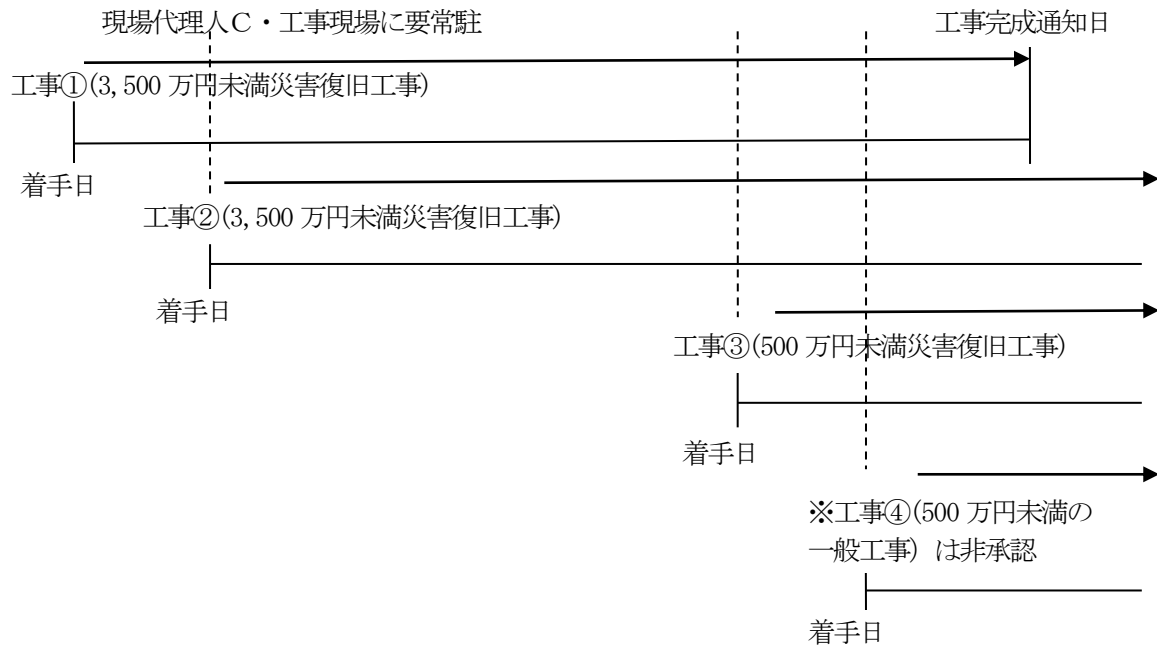 現場代理人C・工事現場に要常駐
工事完成通知日
工事①(3,500 万円未満災害復旧工事)
着手日
工事②(3,500 万円未満災害復旧工事)
着手日
工事③(500 万円未満災害復旧工事)
着手日
※工事④(500 万円未満の
一般工事）は非承認
着手日